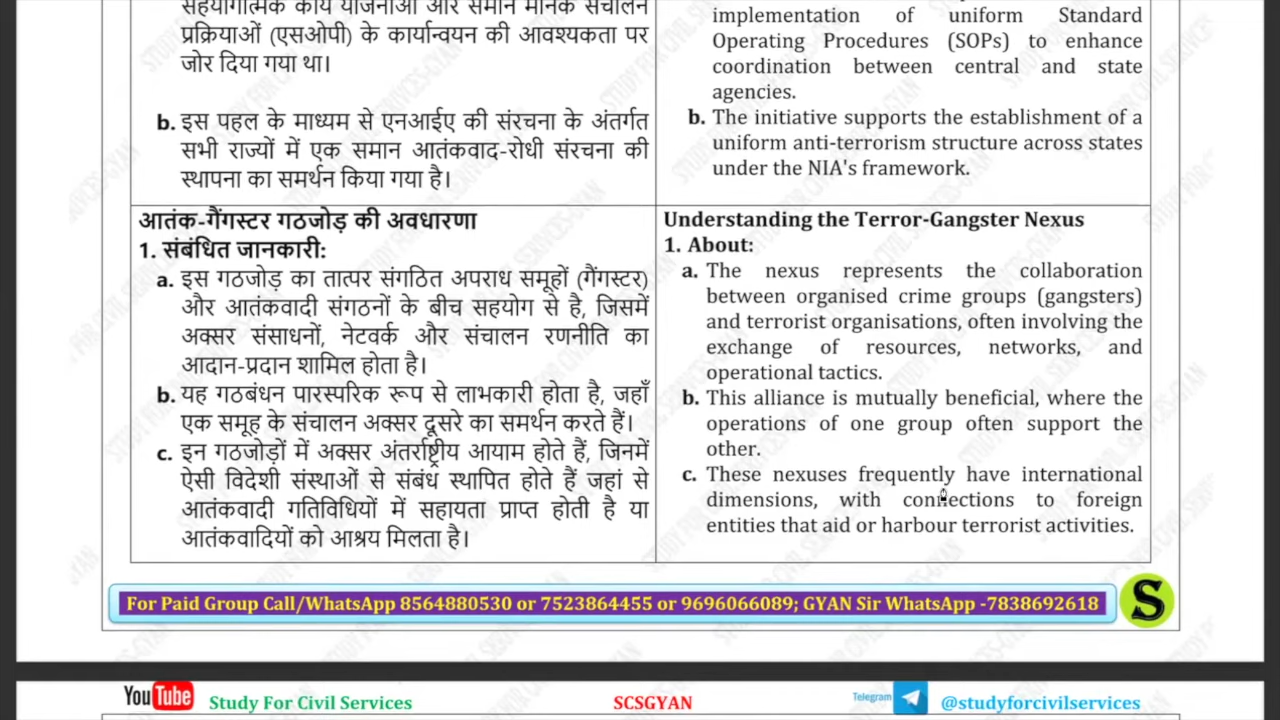 सहयोगात्मक कार्य योजनाओं और समान मानक संचालन
प्रक्रियाओं (एसओपी) के कार्यान्वयन की आवश्यकता पर
जोर दिया गया था।
b. इस पहल के माध्यम से एनआईए की संरचना के अंतर्गत
सभी राज्यों में एक समान आतंकवाद-रोधी संरचना की
स्थापना का समर्थन किया गया है।
implementation of uniform Standard
Operating Procedures (SOPs) to enhance
coordination between central and state
agencies.
b. The initiative supports the establishment of a
uniform anti-terrorism structure across states
under the NIA's framework.
आतंक-गैंगस्टर गठजोड़ की अवधारणा
1. संबंधित जानकारी:
a. इस गठजोड़ का तात्पर संगठित अपराध समूहों (गैंगस्टर)
और आतंकवादी संगठनों के बीच सहयोग से है, जिसमें
अक्सर संसाधनों, नेटवर्क और संचालन रणनीति का
आदान-प्रदान शामिल होता है।
b. यह गठबंधन पारस्परिक रूप से लाभकारी होता है, जहाँ
एक समूह के संचालन अक्सर दूसरे का समर्थन करते हैं।
c. इन गठजोड़ों में अक्सर अंतर्राष्ट्रीय आयाम होते हैं, जिनमें
ऐसी विदेशी संस्थाओं से संबंध स्थापित होते हैं जहां से
आतंकवादी गतिविधियों में सहायता प्राप्त होती है या
आतंकवादियों को आश्रय मिलता है।
Understanding the Terror-Gangster Nexus
1. About:
a. The nexus represents the collaboration
between organised crime groups (gangsters)
and terrorist organisations, often involving the
exchange of resources, networks, and
operational tactics.
b. This alliance is mutually beneficial, where the
operations of one group often support the
other.
c. These nexuses frequently have international
dimensions, with connections to foreign
entities that aid or harbour terrorist activities.
For Paid Group Call/WhatsApp 8564880530 or 7523864455 or 9696066089; GYAN Sir WhatsApp -7838692618
S
YouTube Study For Civil Services SCSGYAN Telegram @studyforcivilservices